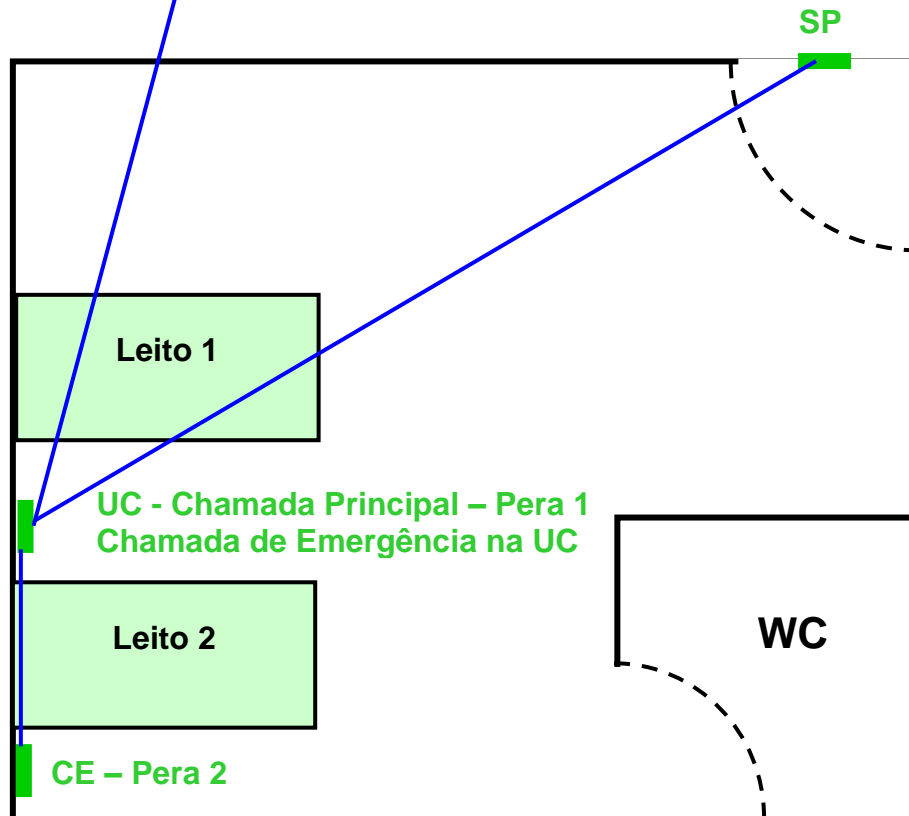 SP
Leito 1
UC - Chamada Principal – Pera 1
Chamada de Emergência na UC
Leito 2
WC
CE – Pera 2